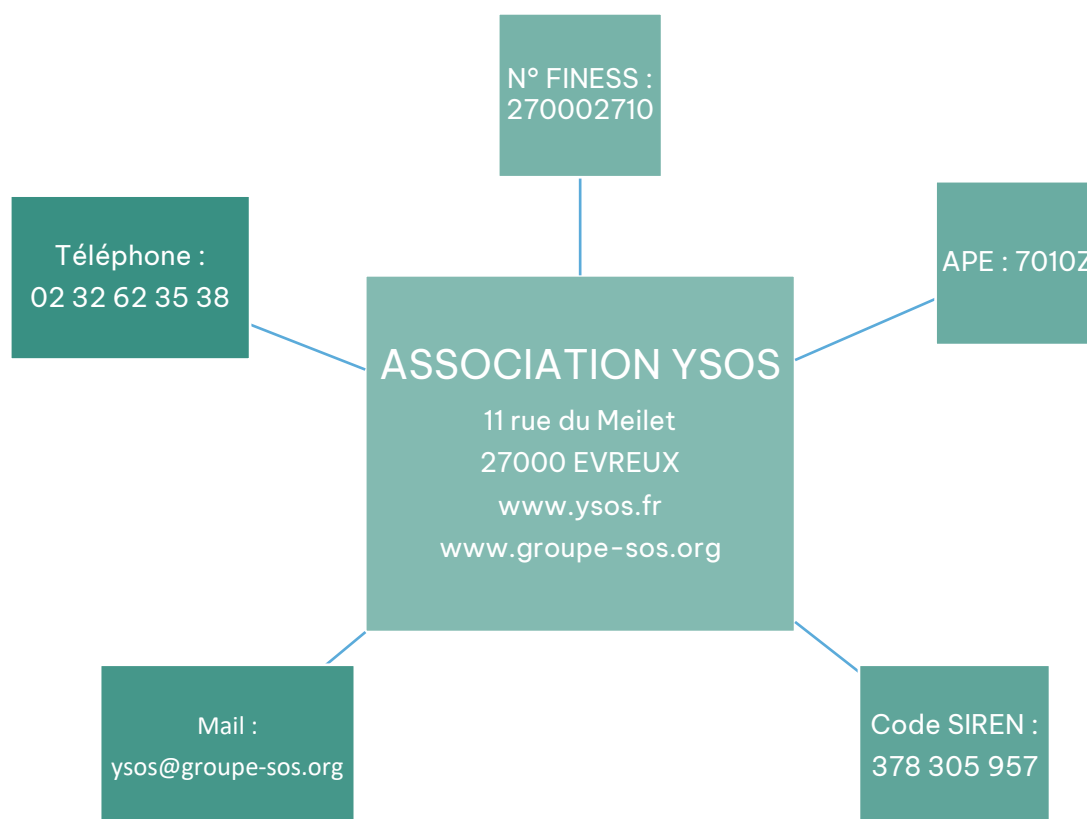 N° FINESS :
270002710
Téléphone :
02 32 62 35 38
APE : 7010Z
ASSOCIATION YSOS
11 rue du Meilet
27000 EVREUX
www.ysos.fr
www.groupe-sos.org
Mail :
ysos@groupe-sos.org
Code SIREN :
378 305 957